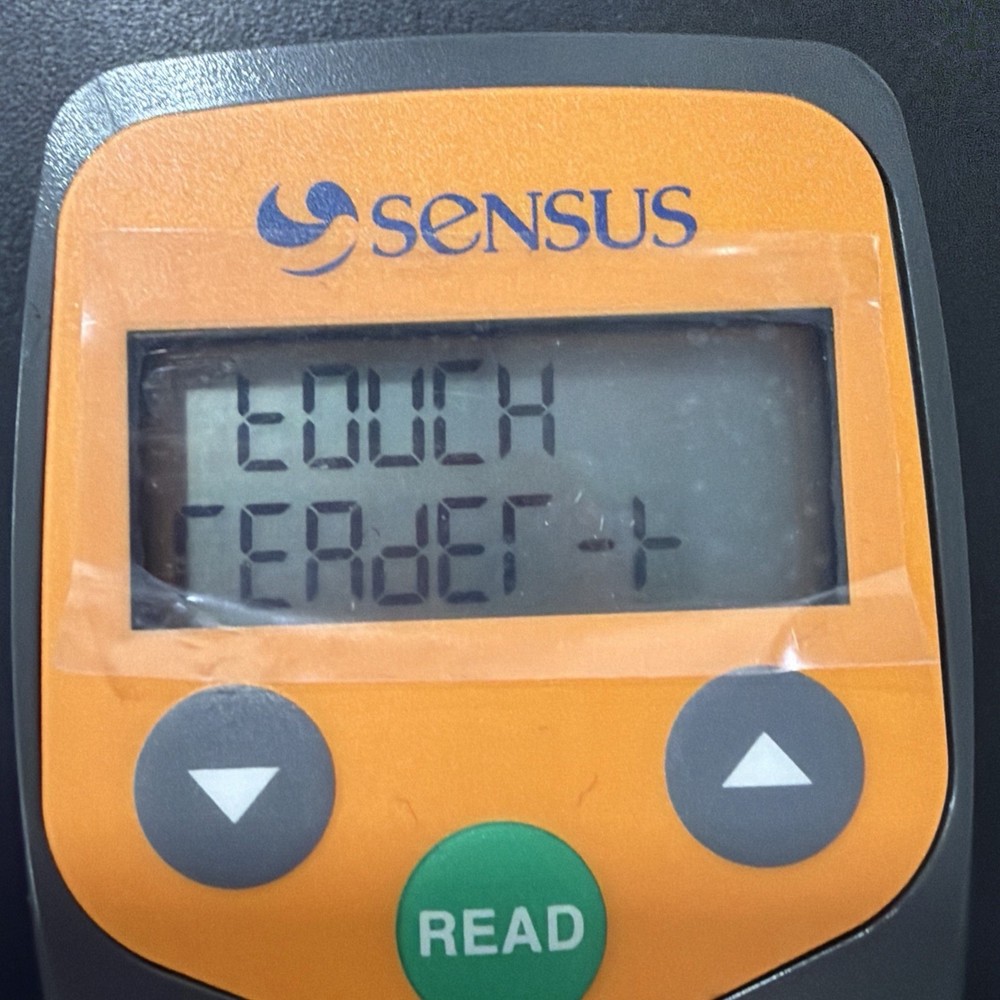 SENSUS
tOUCH
rEAdEr -+
READ